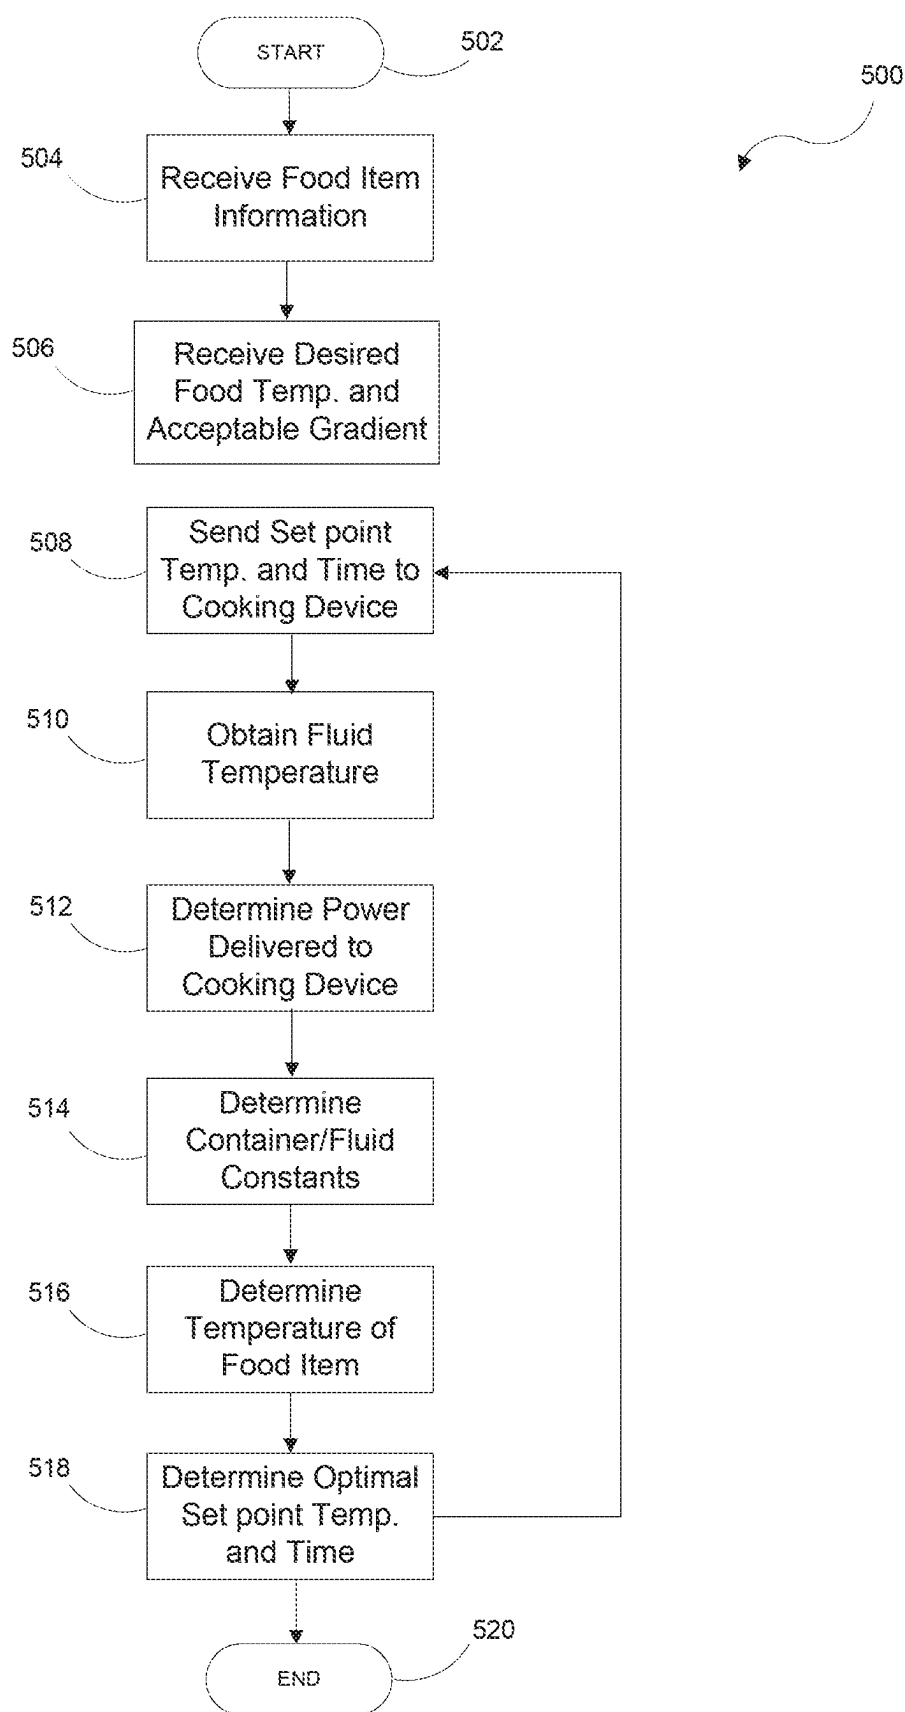 START
502
500
504
Receive Food Item
Information
506
Receive Desired
Food Temp. and
Acceptable Gradient
508
Send Set point
Temp. and Time to
Cooking Device
510
Obtain Fluid
Temperature
512
Determine Power
Delivered to
Cooking Device
514
Determine
Container/Fluid
Constants
516
Determine
Temperature of
Food Item
518
Determine Optimal
Set point Temp.
and Time
520
END